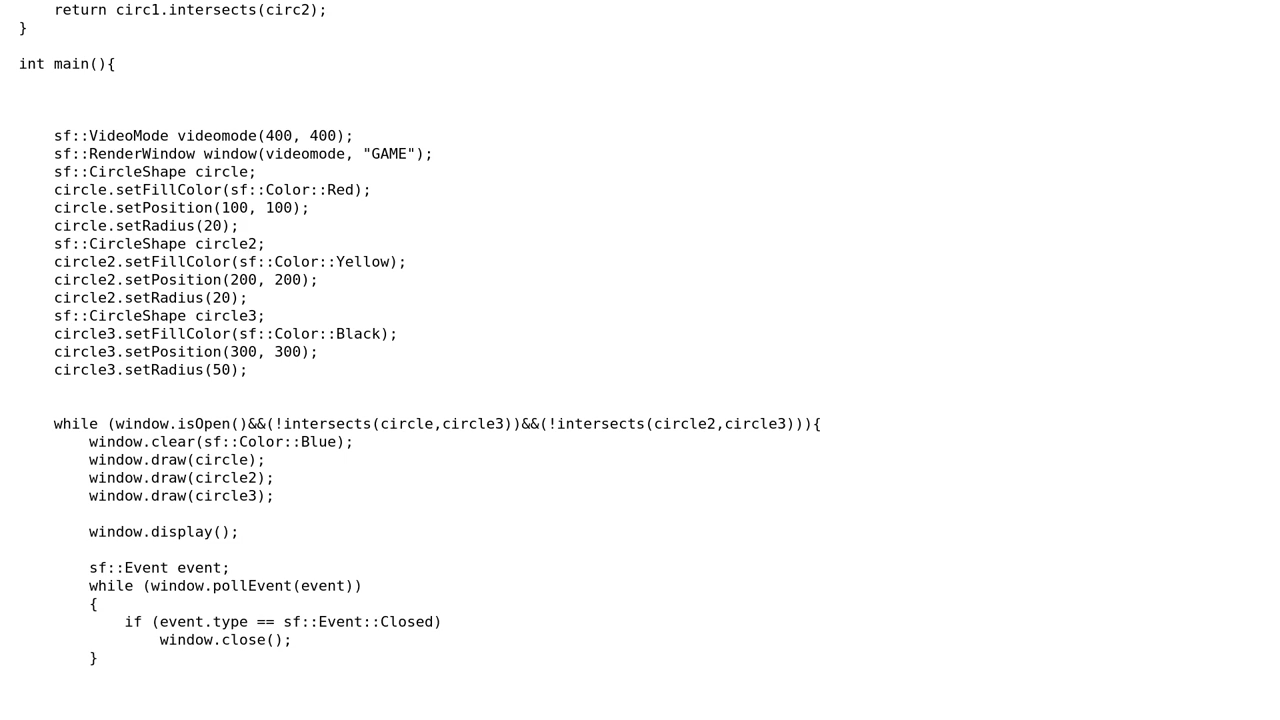 return circ1.intersects(circ2);
}

int main(){

    sf::VideoMode videomode(400, 400);
    sf::RenderWindow window(videomode, "GAME");
    sf::CircleShape circle;
    circle.setFillColor(sf::Color::Red);
    circle.setPosition(100, 100);
    circle.setRadius(20);
    sf::CircleShape circle2;
    circle2.setFillColor(sf::Color::Yellow);
    circle2.setPosition(200, 200);
    circle2.setRadius(20);
    sf::CircleShape circle3;
    circle3.setFillColor(sf::Color::Black);
    circle3.setPosition(300, 300);
    circle3.setRadius(50);

    while (window.isOpen()&&(!intersects(circle,circle3))&&(!intersects(circle2,circle3))){
        window.clear(sf::Color::Blue);
        window.draw(circle);
        window.draw(circle2);
        window.draw(circle3);

        window.display();

        sf::Event event;
        while (window.pollEvent(event))
        {
            if (event.type == sf::Event::Closed)
                window.close();
        }